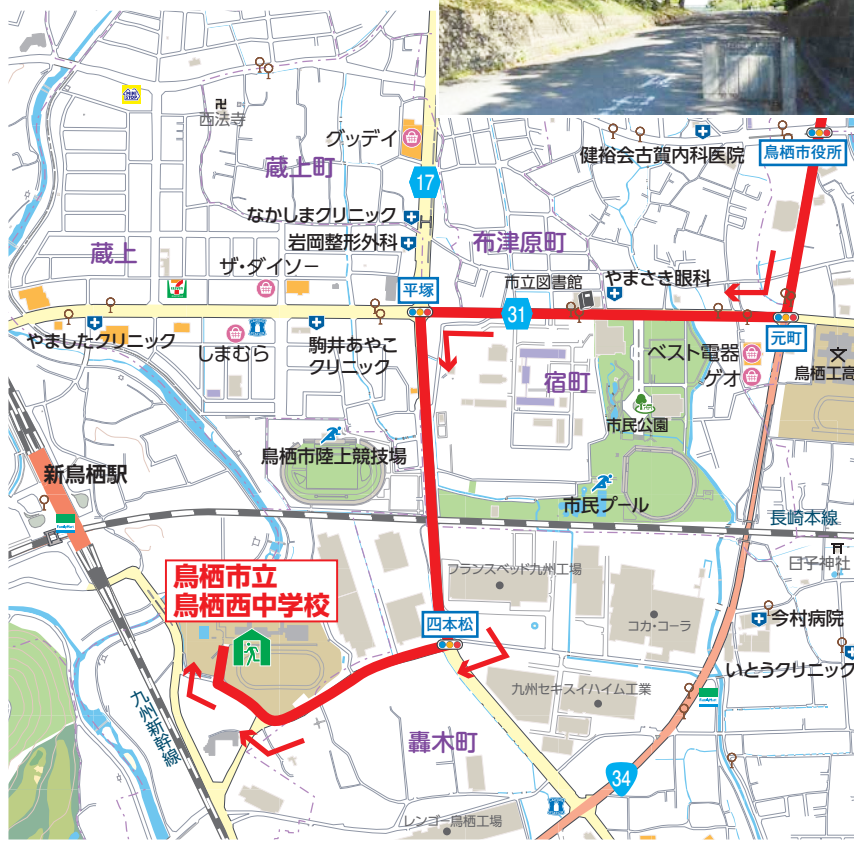 西法寺
グッデイ
蔵上町
17
健裕会古賀内科医院
鳥栖市役所
なかしまクリニック
岩岡整形外科
布津原町
蔵上
ザ・ダイソー
市立図書館
やまさき眼科
平塚
31
元町
やましたクリニック
しまむら
駒井あやこ
クリニック
宿町
ベスト電器
ゲオ
鳥栖工高
市民公園
鳥栖市陸上競技場
新鳥栖駅
市民プール
FamilyMart
長崎本線
日子神社
フランスベッド九州工場
鳥栖市立
鳥栖西中学校
四本松
コカ・コーラ
今村病院
いとうクリニック
九州セキスイハイム工業
FamilyMart
九州新幹線
轟木町
34
レンゴー鳥栖工場